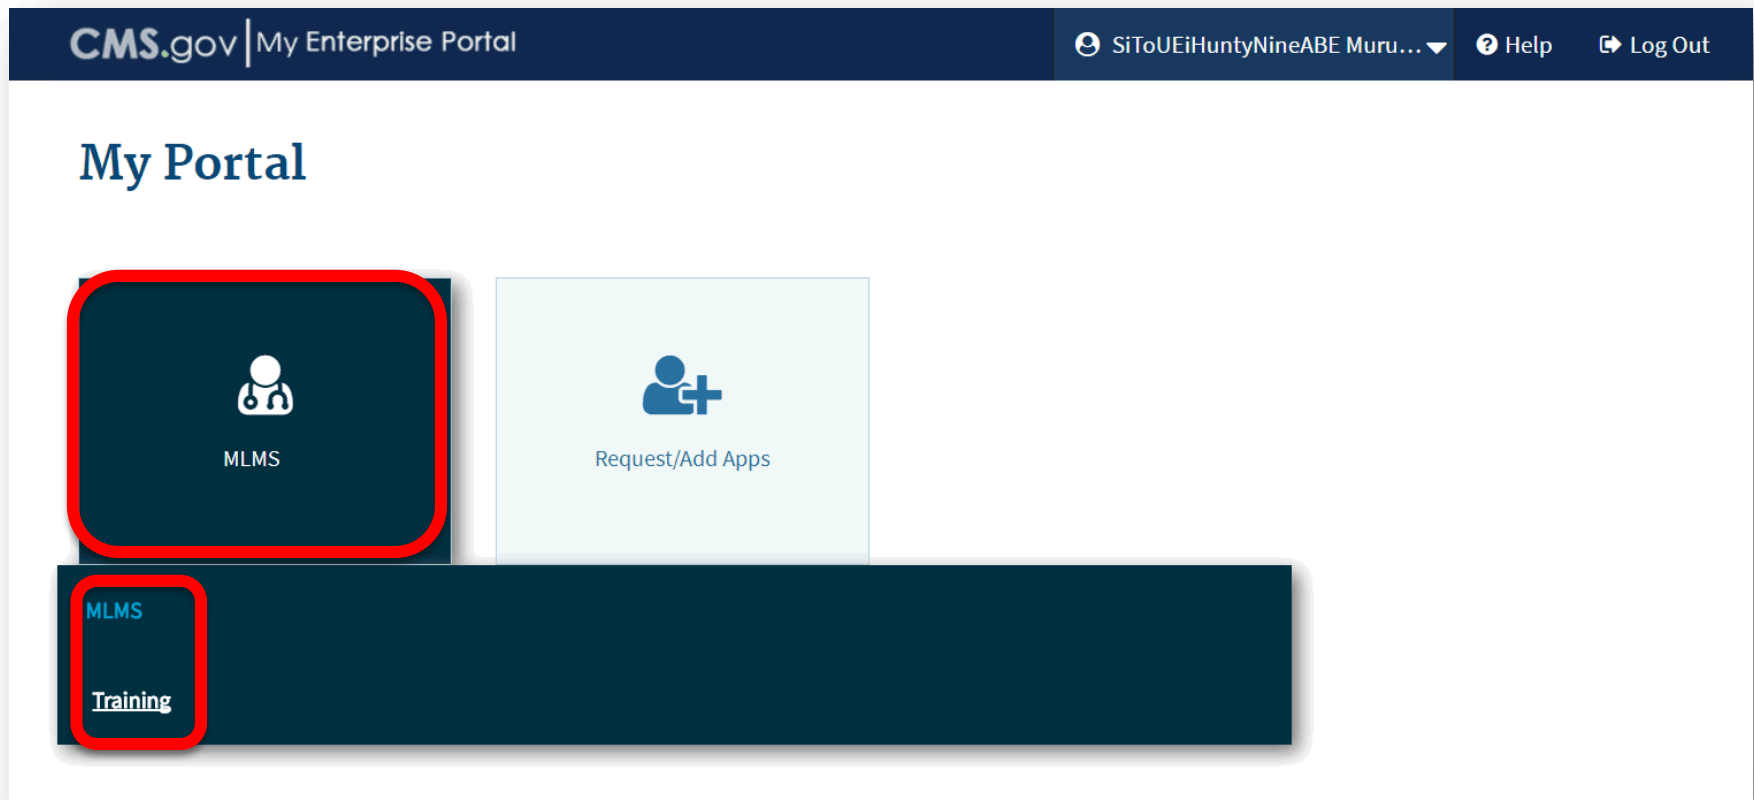 CMS.gov My Enterprise Portal
SiToUEiHuntyNineABE Muru... Help Log Out
My Portal
MLMS Request/Add Apps
MLMS
Training